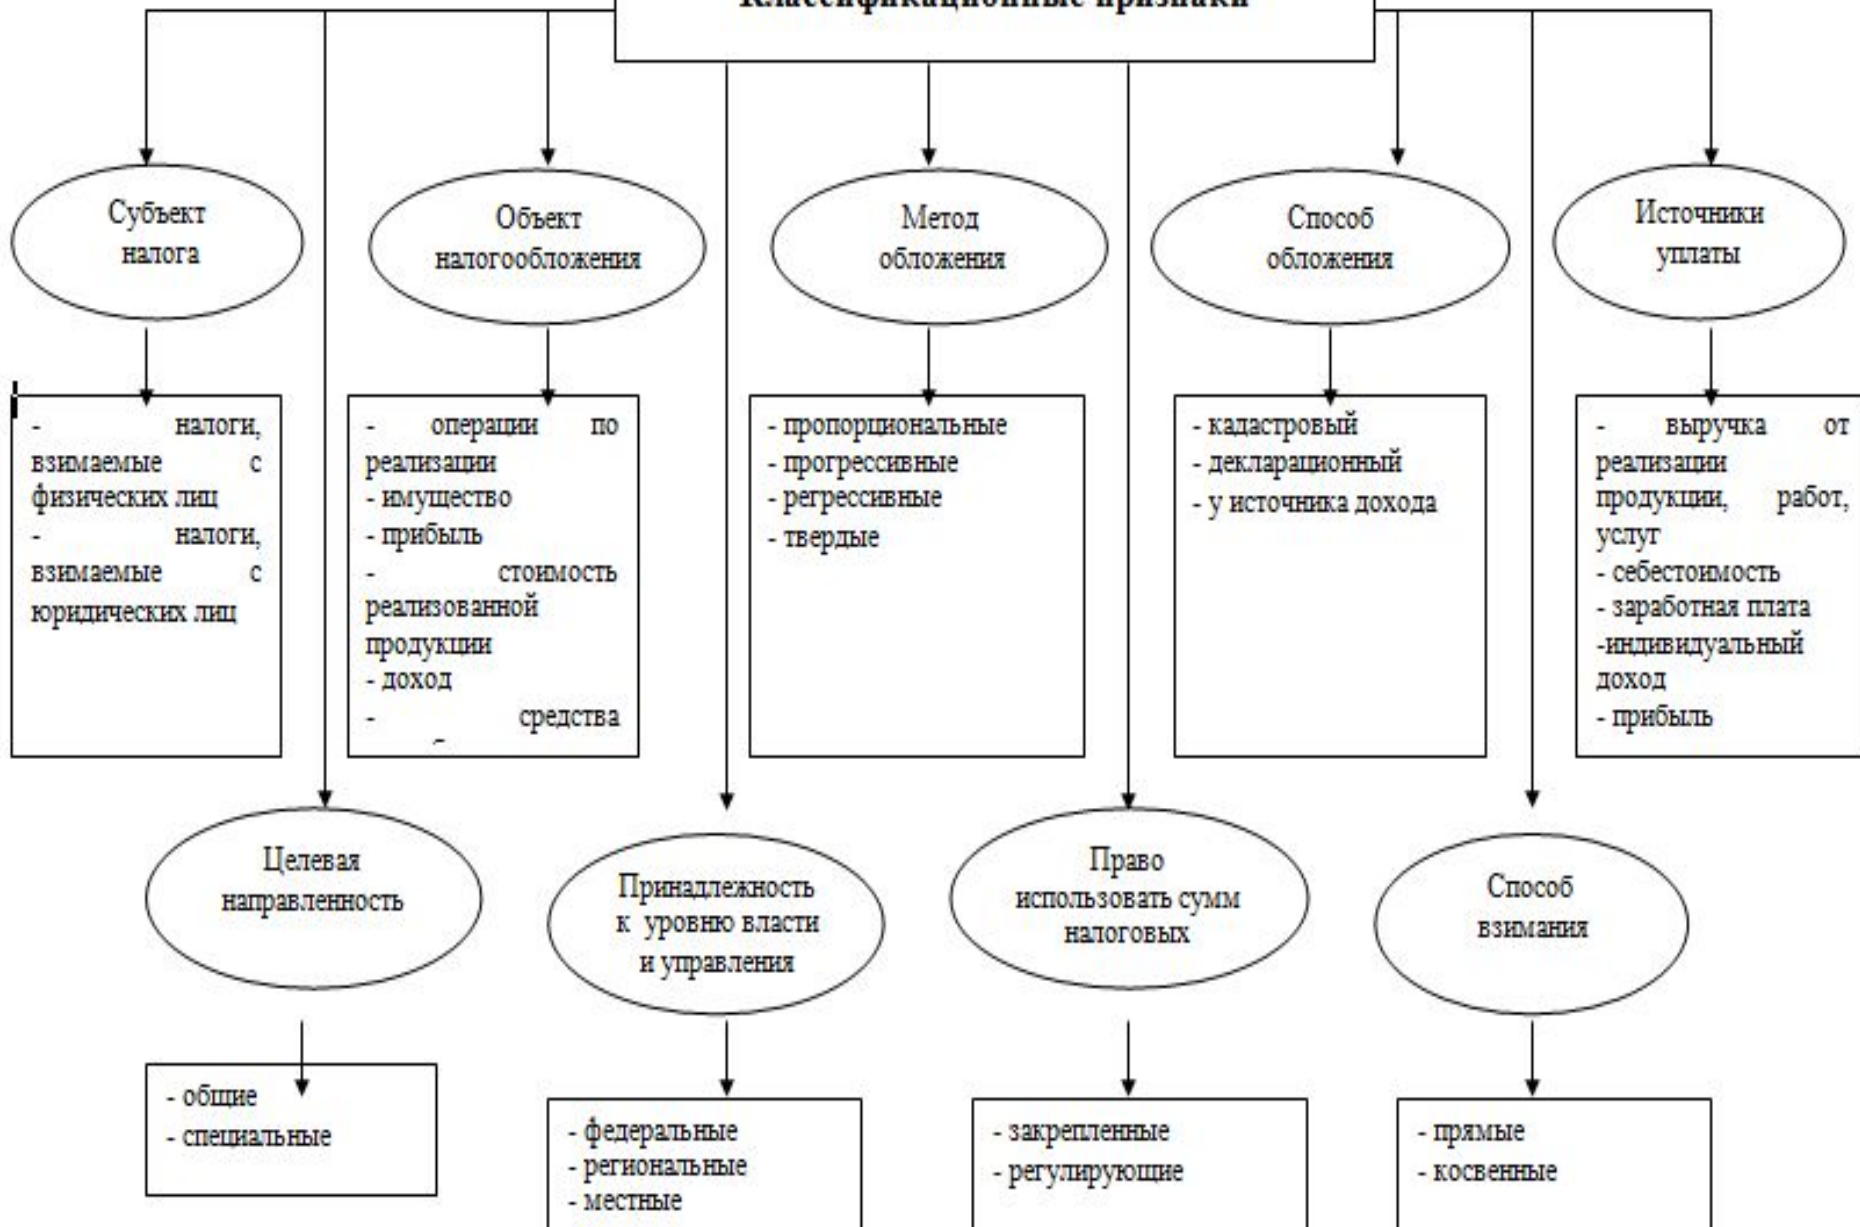 Классификационные признаки
Субъект
налога
Объект
налогообложения
Метод
обложения
Способ
обложения
Источники
уплаты
- налоги,
взимаемые с
физических лиц
- налоги,
взимаемые с
юридических лиц
- операции по
реализации
- имущество
- прибыль
- стоимость
реализованной
продукции
- доход
- средства
- пропорциональные
- прогрессивные
- регрессивные
- твердые
- кадастровый
- декларационный
- у источника дохода
- выручка от
реализации
продукции, работ,
услуг
- себестоимость
- заработная плата
-индивидуальный
доход
- прибыль
Целевая
направленность
Принадлежность
к уровню власти
и управления
Право
использовать сумм
налоговых
Способ
взимания
- общие
- специальные
- федеральные
- региональные
- местные
- закрепленные
- регулирующие
- прямые
- косвенные